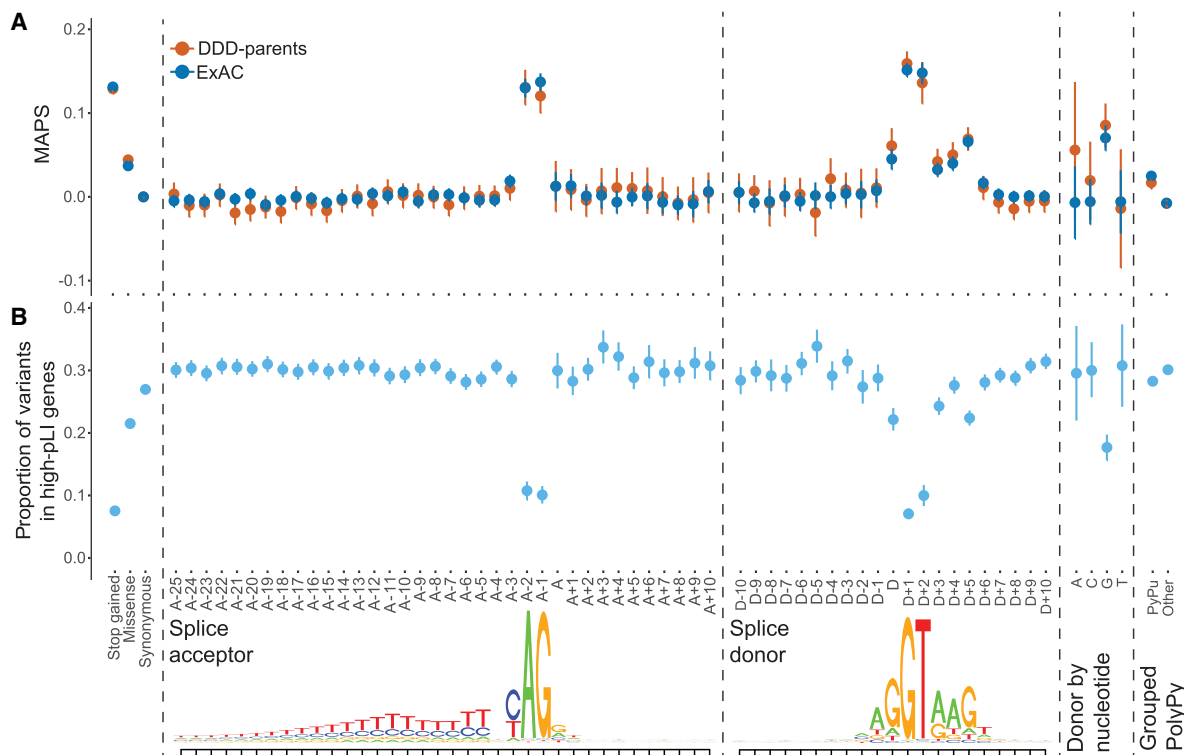 A
0.2
0.1
0.0
-0.1
MAPS
DDD-parents
ExAC
B
0.4
0.3
0.2
0.1
0.0
Proportion of variants
in high-pLI genes
Stop gained
Missense
Synonymous
A-25
A-24
A-23
A-22
A-21
A-20
A-19
A-18
A-17
A-16
A-15
A-14
A-13
A-12
A-11
A-10
A-9
A-8
A-7
A-6
A-5
A-4
A-3
A-2
A-1
A
A+1
A+2
A+3
A+4
A+5
A+6
A+7
A+8
A+9
A+10
D-10
D-9
D-8
D-7
D-6
D-5
D-4
D-3
D-2
D-1
D
D+1
D+2
D+3
D+4
D+5
D+6
D+7
D+8
D+9
D+10
A
C
G
T
PyPu
Other
Splice
acceptor
Splice
donor
Donor by
nucleotide
Grouped
PolyPy
CAG
AGGTAAG